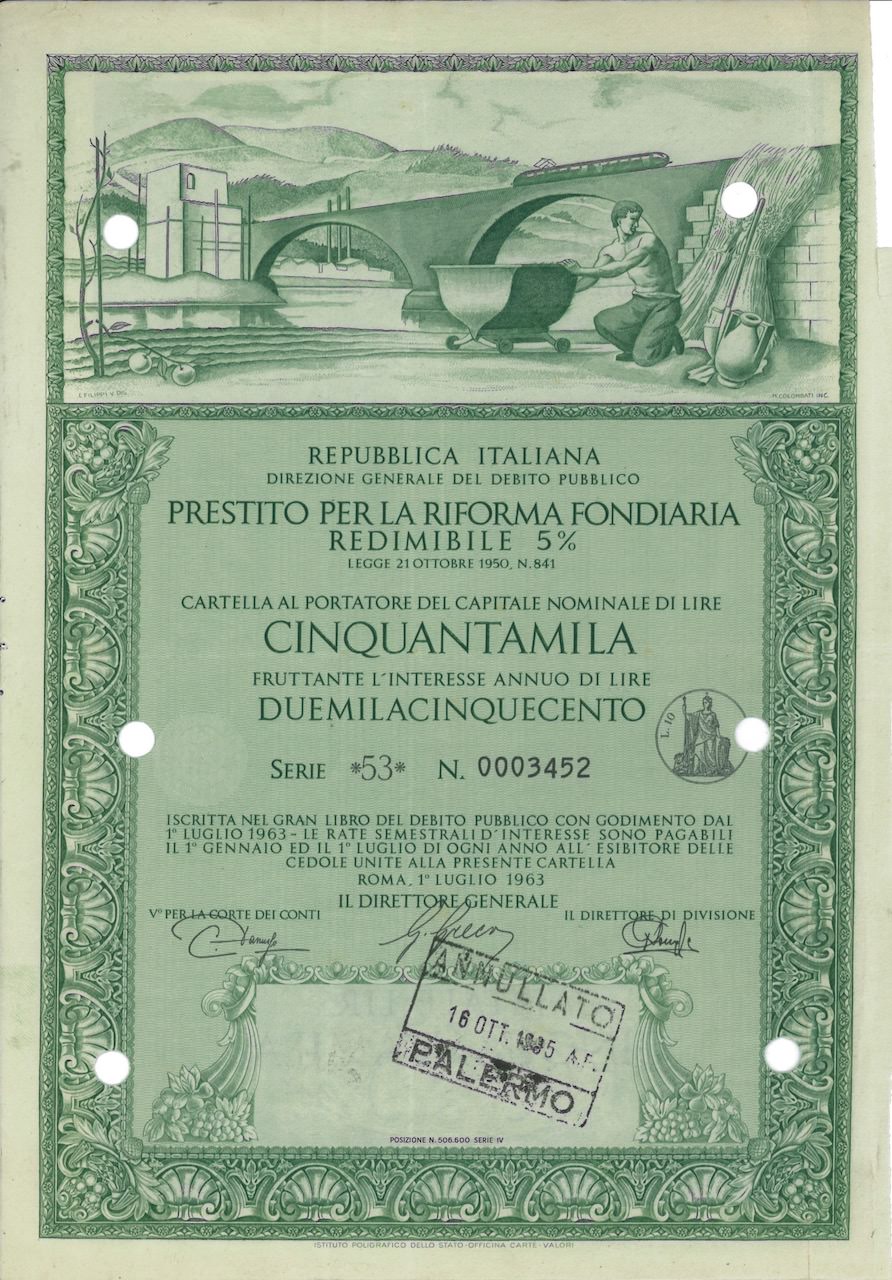 L. FILIPPI V. DIS.
M. COLOMBATI INC.
REPUBBLICA ITALIANA
DIREZIONE GENERALE DEL DEBITO PUBBLICO
PRESTITO PER LA RIFORMA FONDIARIA
REDIMIBILE 5%
LEGGE 21 OTTOBRE 1950, N. 841
CARTELLA AL PORTATORE DEL CAPITALE NOMINALE DI LIRE
CINQUANTAMILA
FRUTTANTE L'INTERESSE ANNUO DI LIRE
DUEMILACINQUECENTO
L. 10
SERIE *53* N. 0003452
ISCRITTA NEL GRAN LIBRO DEL DEBITO PUBBLICO CON GODIMENTO DAL
1º LUGLIO 1963 - LE RATE SEMESTRALI D'INTERESSE SONO PAGABILI
IL 1º GENNAIO ED IL 1º LUGLIO DI OGNI ANNO ALL'ESIBITORE DELLE
CEDOLE UNITE ALLA PRESENTE CARTELLA
ROMA, 1º LUGLIO 1963
IL DIRETTORE GENERALE
Vº PER LA CORTE DEI CONTI
IL DIRETTORE DI DIVISIONE
ANNULLATO
16 OTT. 1985 A.P.
PALERMO
POSIZIONE N. 506.600 SERIE IV
ISTITUTO POLIGRAFICO DELLO STATO - OFFICINA CARTE - VALORI